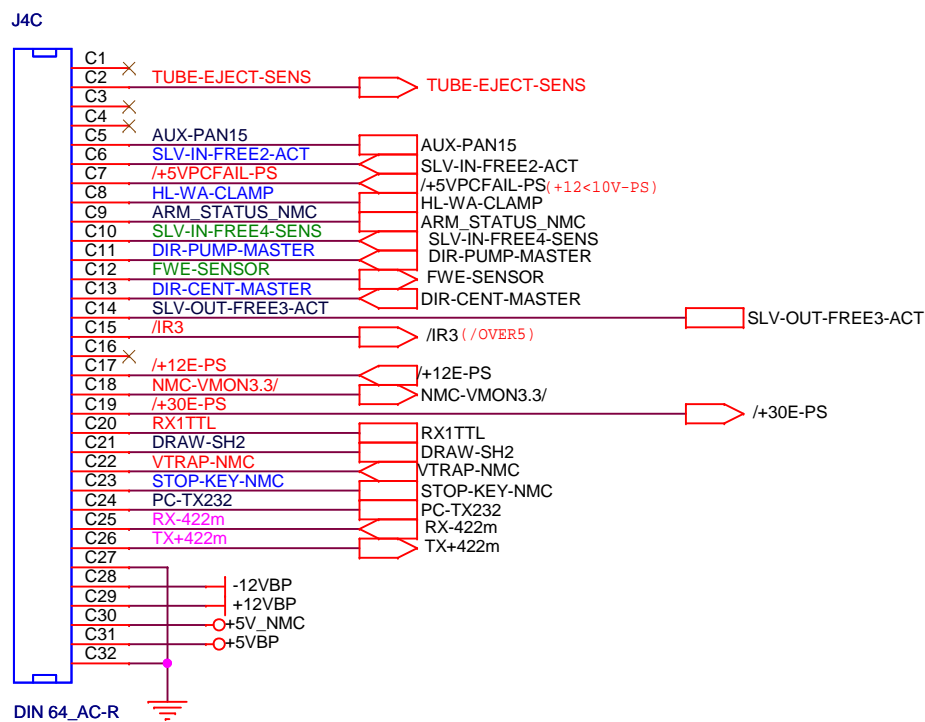 J4C
C1
C2 TUBE-EJECT-SENS TUBE-EJECT-SENS
C3
C4
C5 AUX-PAN15 AUX-PAN15
C6 SLV-IN-FREE2-ACT SLV-IN-FREE2-ACT
C7 /+5VPCFAIL-PS /+5VPCFAIL-PS(+12<10V-PS)
C8 HL-WA-CLAMP HL-WA-CLAMP
C9 ARM_STATUS_NMC ARM_STATUS_NMC
C10 SLV-IN-FREE4-SENS SLV-IN-FREE4-SENS
C11 DIR-PUMP-MASTER DIR-PUMP-MASTER
C12 FWE-SENSOR FWE-SENSOR
C13 DIR-CENT-MASTER DIR-CENT-MASTER
C14 SLV-OUT-FREE3-ACT SLV-OUT-FREE3-ACT
C15 /IR3 /IR3(/OVER5)
C16
C17 /+12E-PS /+12E-PS
C18 NMC-VMON3.3/ NMC-VMON3.3/
C19 /+30E-PS /+30E-PS
C20 RX1TTL RX1TTL
C21 DRAW-SH2 DRAW-SH2
C22 VTRAP-NMC VTRAP-NMC
C23 STOP-KEY-NMC STOP-KEY-NMC
C24 PC-TX232 PC-TX232
C25 RX-422m RX-422m
C26 TX+422m TX+422m
C27
C28 -12VBP
C29 +12VBP
C30 +5V_NMC
C31 +5VBP
C32
DIN 64_AC-R